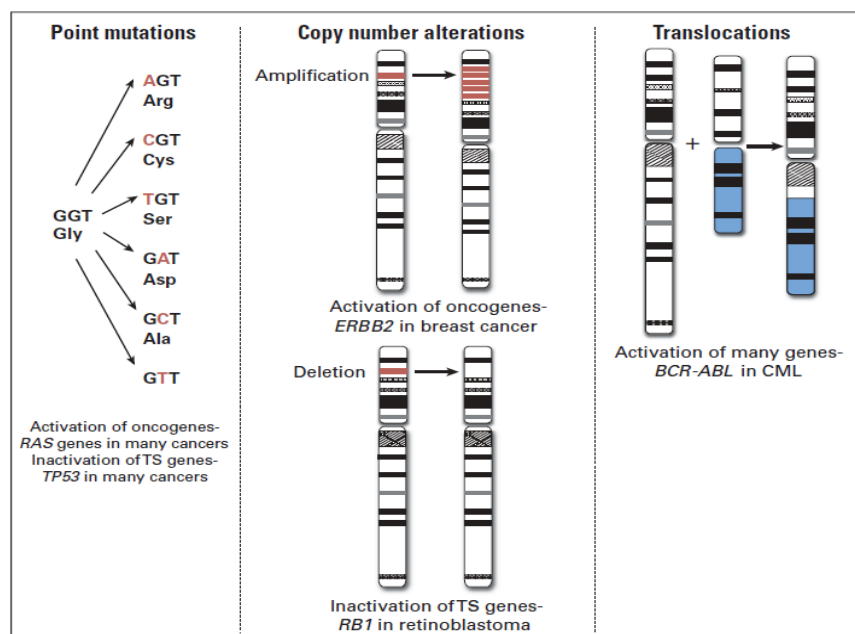 Point mutations
AGT
Arg
CGT
Cys
TGT
Ser
GGT
Gly
GAT
Asp
GCT
Ala
GTT
Activation of oncogenes-
RAS genes in many cancers
Inactivation of TS genes-
TP53 in many cancers
Copy number alterations
Amplification
Activation of oncogenes-
ERBB2 in breast cancer
Deletion
Inactivation of TS genes-
RB1 in retinoblastoma
Translocations
+
Activation of many genes-
BCR-ABL in CML